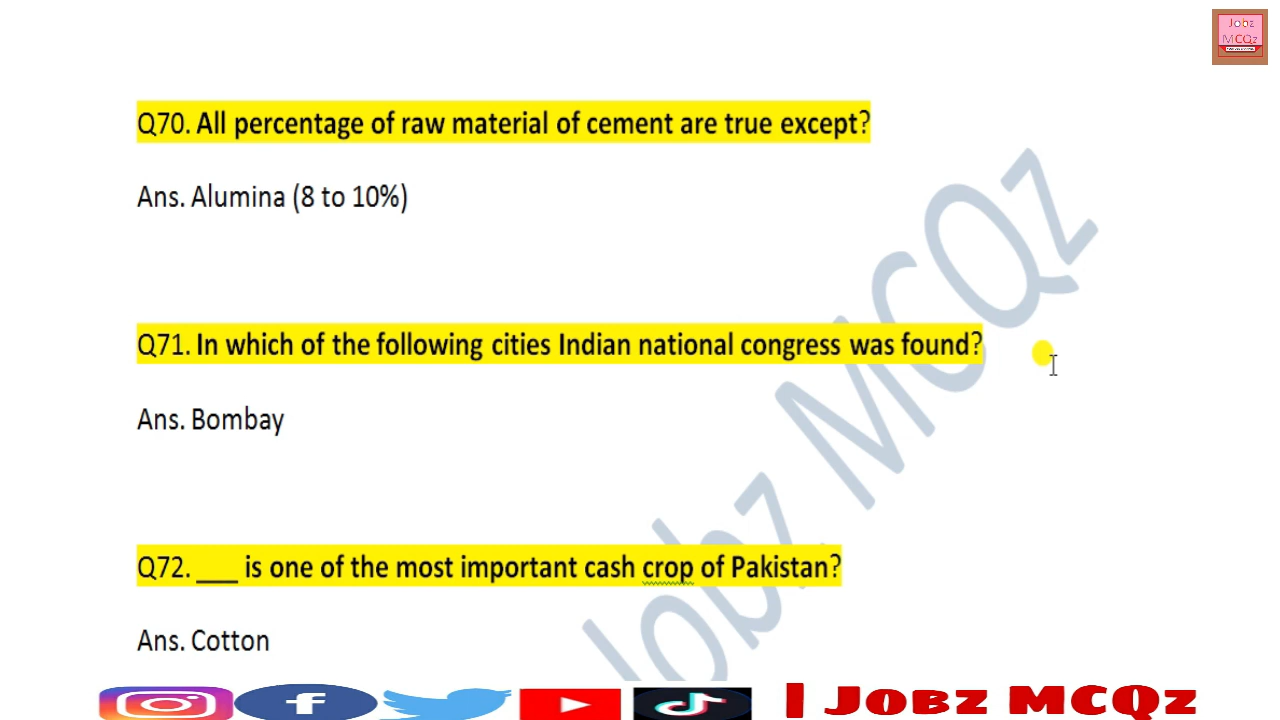 Jobz
MCQz
Q70. All percentage of raw material of cement are true except?
Ans. Alumina (8 to 10%)
Q71. In which of the following cities Indian national congress was found?
Ans. Bombay
Q72. ___ is one of the most important cash crop of Pakistan?
Ans. Cotton
Jobz MCQz
| Jobz MCQz